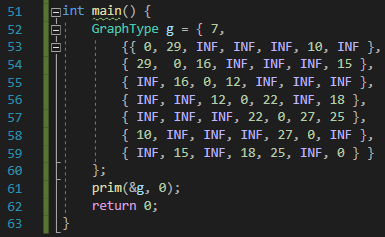 51 int main() {
52 GraphType g = { 7,
53 {{ 0, 29, INF, INF, INF, 10, INF },
54 { 29, 0, 16, INF, INF, INF, 15 },
55 { INF, 16, 0, 12, INF, INF, INF },
56 { INF, INF, 12, 0, 22, INF, 18 },
57 { INF, INF, INF, 22, 0, 27, 25 },
58 { 10, INF, INF, INF, 27, 0, INF },
59 { INF, 15, INF, 18, 25, INF, 0 } }
60 };
61 prim(&g, 0);
62 return 0;
63 }